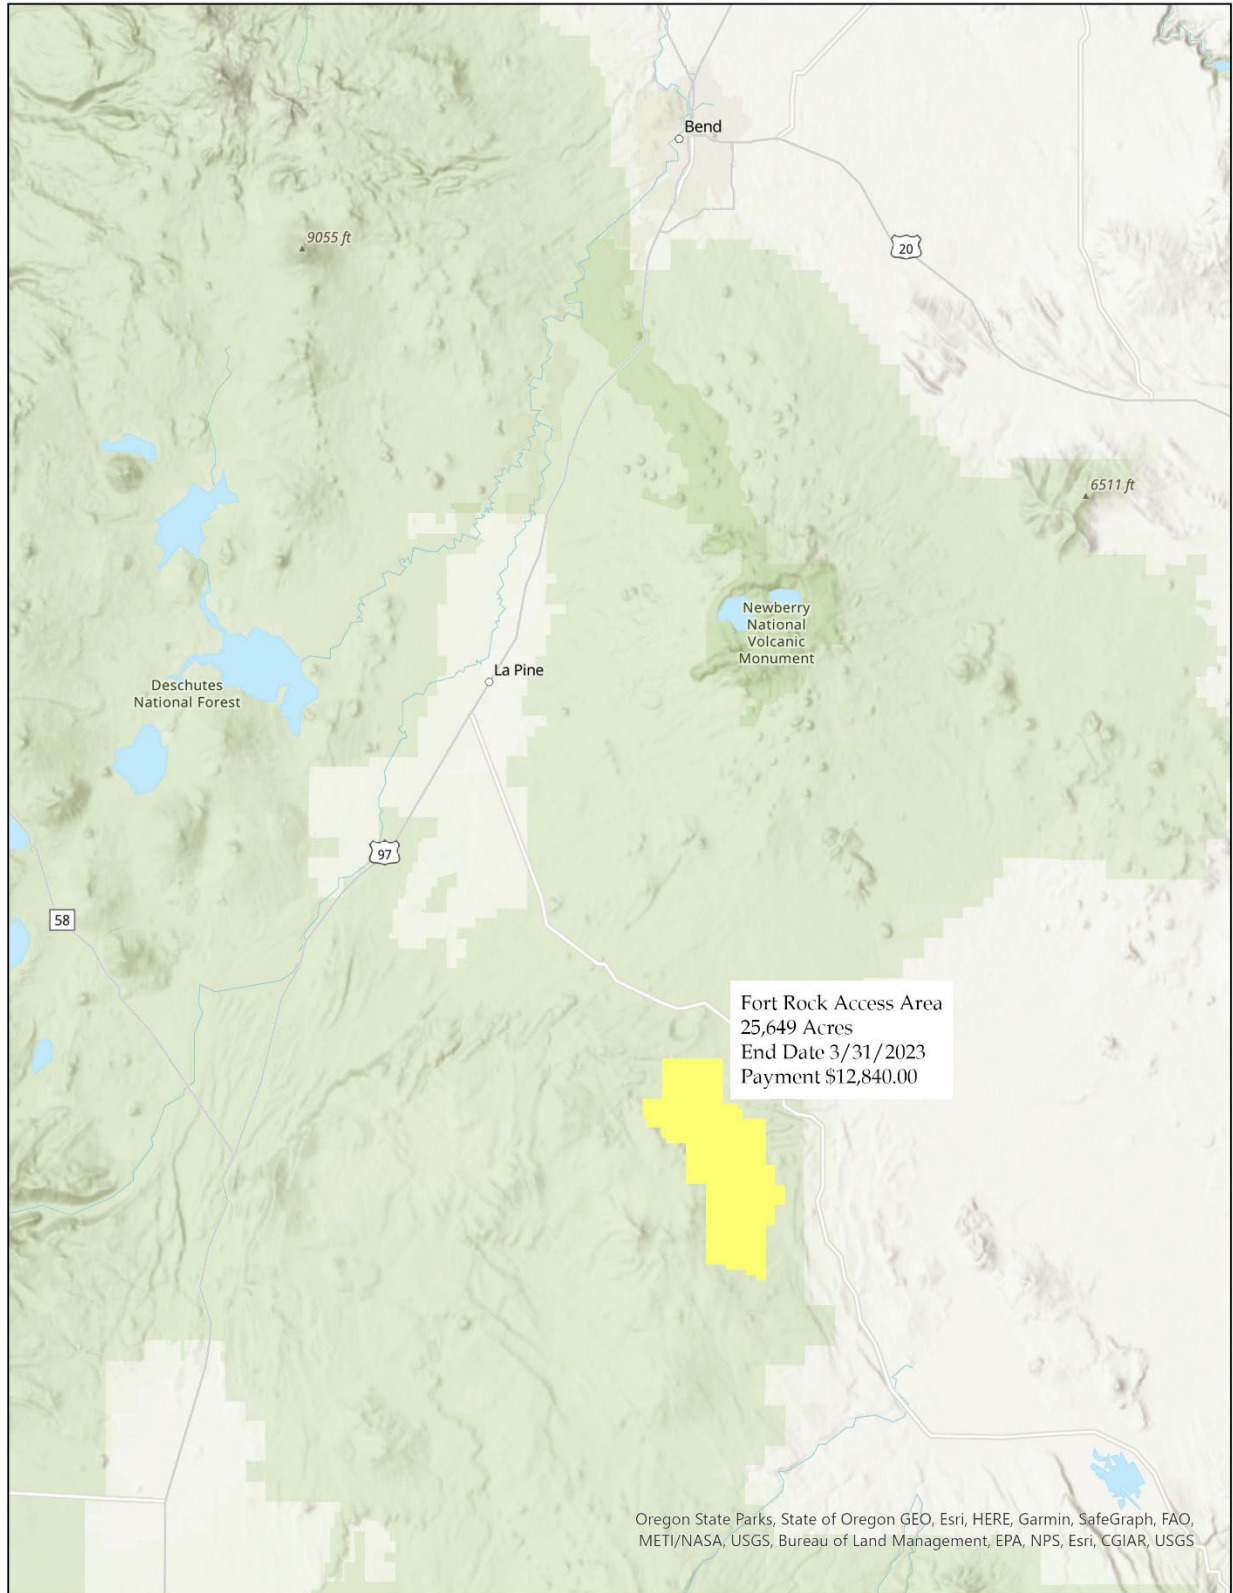 Bend
9055 ft
20
6511 ft
Newberry
National
Volcanic
Monument
La Pine
Deschutes
National Forest
97
58
Fort Rock Access Area
25,649 Acres
End Date 3/31/2023
Payment $12,840.00
Oregon State Parks, State of Oregon GEO, Esri, HERE, Garmin, SafeGraph, FAO,
METI/NASA, USGS, Bureau of Land Management, EPA, NPS, Esri, CGIAR, USGS